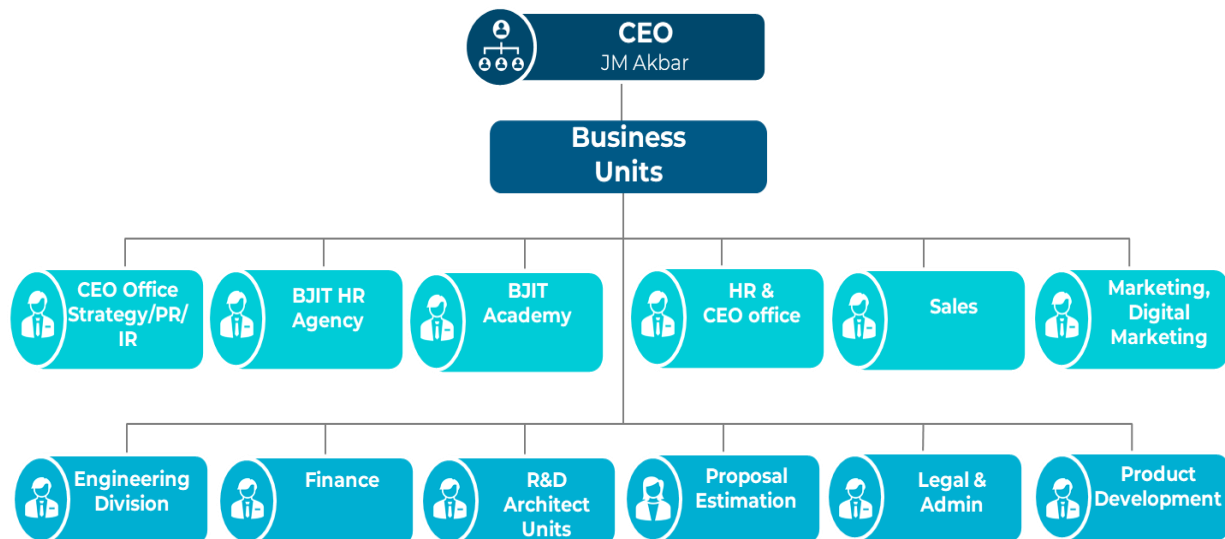 CEO
JM Akbar
Business
Units
CEO Office
Strategy/PR/
IR
BJIT HR
Agency
BJIT
Academy
HR &
CEO office
Sales
Marketing,
Digital
Marketing
Engineering
Division
Finance
R&D
Architect
Units
Proposal
Estimation
Legal &
Admin
Product
Development